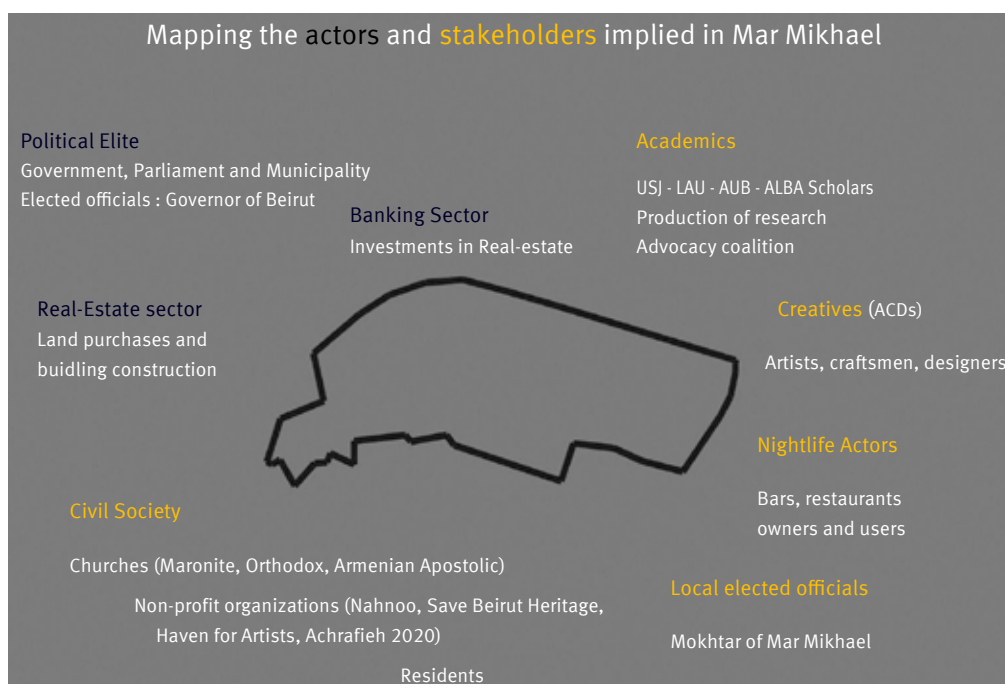 Mapping the actors and stakeholders implied in Mar Mikhael
Political Elite
Government, Parliament and Municipality
Elected officials : Governor of Beirut
Banking Sector
Investments in Real-estate
Academics
USJ - LAU - AUB - ALBA Scholars
Production of research
Advocacy coalition
Real-Estate sector
Land purchases and
buidling construction
Creatives (ACDs)
Artists, craftsmen, designers
Nightlife Actors
Bars, restaurants
owners and users
Civil Society
Churches (Maronite, Orthodox, Armenian Apostolic)
Non-profit organizations (Nahnoo, Save Beirut Heritage,
Haven for Artists, Achrafieh 2020)
Residents
Local elected officials
Mokhtar of Mar Mikhael